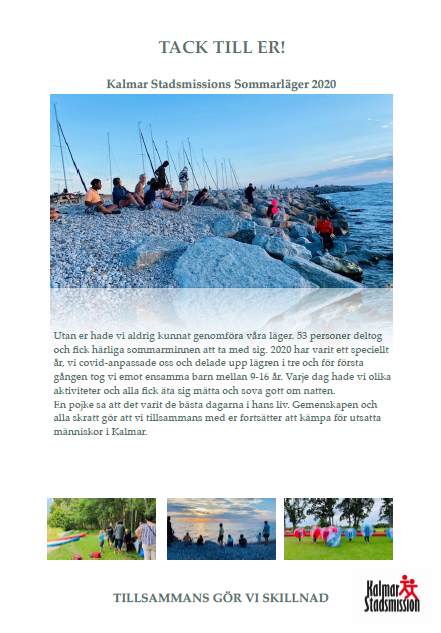 TACK TILL ER!
Kalmar Stadsmissions Sommarläger 2020
Utan er hade vi aldrig kunnat genomföra våra läger. 53 personer deltog
och fick härliga sommarminnen att ta med sig. 2020 har varit ett speciellt
år, vi covid-anpassade oss och delade upp lägren i tre och för första
gången tog vi emot ensamma barn mellan 9-16 år. Varje dag hade vi olika
aktiviteter och alla fick äta sig mätta och sova gott om natten.
En pojke sa att det varit de bästa dagarna i hans liv. Gemenskapen och
alla skratt gör att vi tillsammans med er fortsätter att kämpa för utsatta
människor i Kalmar.
TILLSAMMANS GÖR VI SKILLNAD
Kalmar
Stadsmission